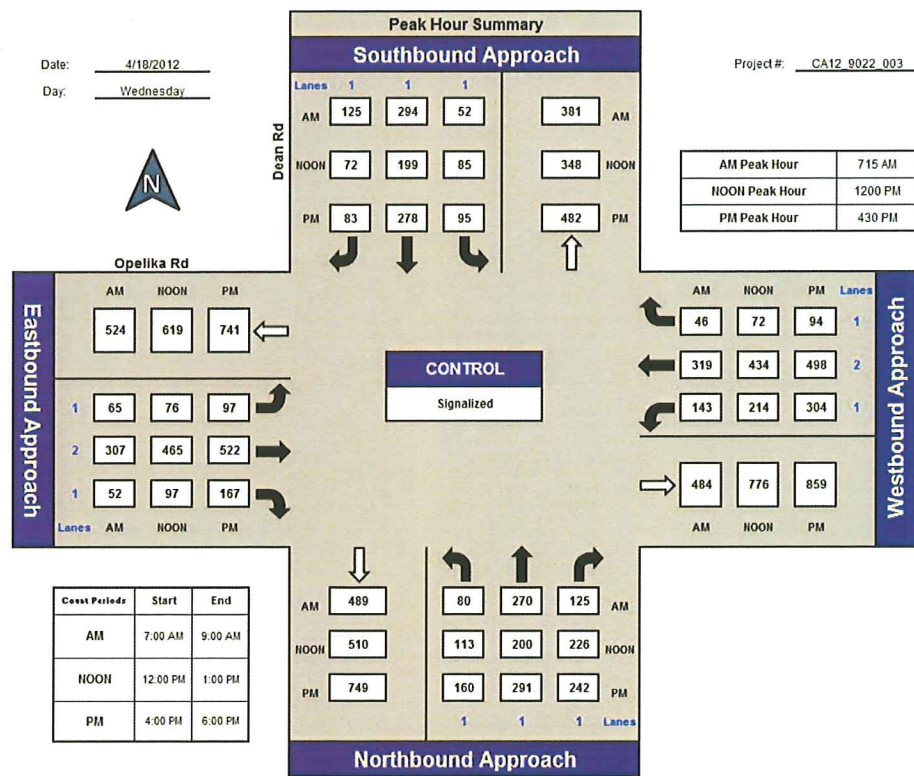 Peak Hour Summary
Southbound Approach
Date: 4/18/2012
Day: Wednesday
Project #: CA12_9022_003
N
Dean Rd
Lanes 1 1 1
AM 125 294 52 381 AM
NOON 72 199 85 348 NOON
PM 83 278 95 482 PM
AM Peak Hour 715 AM
NOON Peak Hour 1200 PM
PM Peak Hour 430 PM
Opelika Rd
Eastbound Approach
AM NOON PM
524 619 741
1 65 76 97
2 307 465 522
1 52 97 167
Lanes AM NOON PM
CONTROL
Signalized
AM NOON PM Lanes
46 72 94 1
319 434 498 2
143 214 304 1
484 776 859
AM NOON PM
Westbound Approach
Count Periods Start End
AM 7:00 AM 9:00 AM
NOON 12:00 PM 1:00 PM
PM 4:00 PM 6:00 PM
AM 489 80 270 125 AM
NOON 510 113 200 226 NOON
PM 749 160 291 242 PM
1 1 1 Lanes
Northbound Approach